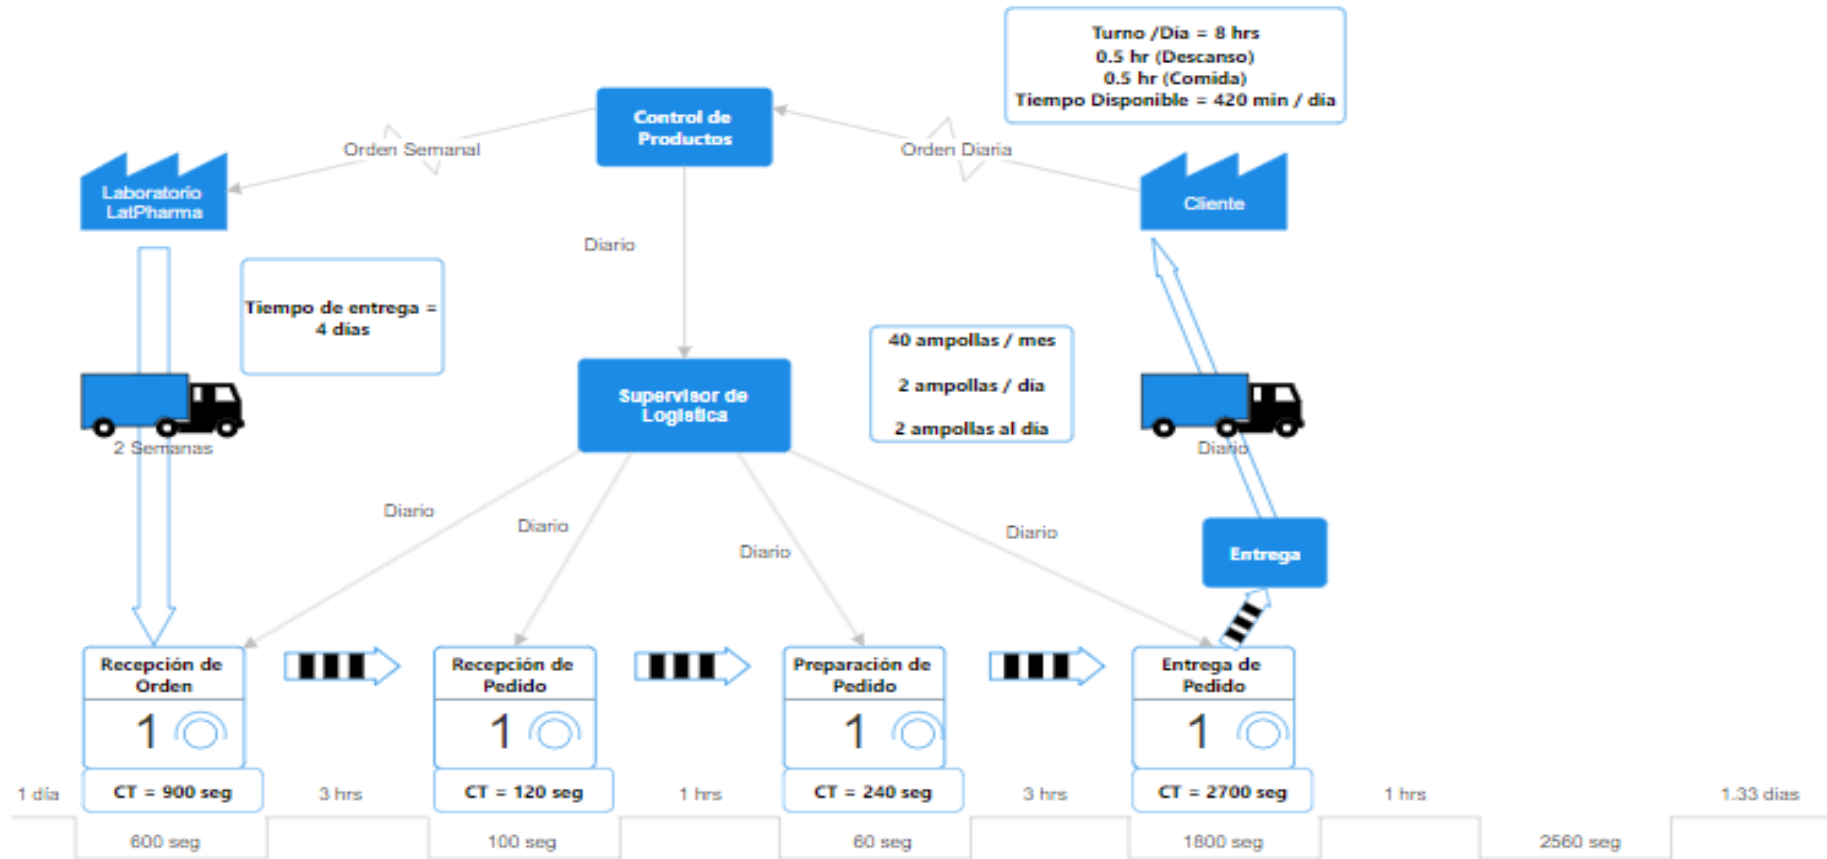 Turno /Día = 8 hrs
0.5 hr (Descanso)
0.5 hr (Comida)
Tiempo Disponible = 420 min / dia
Control de
Productos
Orden Semanal
Orden Diaria
Laboratorio
LatPharma
Cliente
Diario
Tiempo de entrega =
4 dias
40 ampollas / mes
2 ampollas / día
2 ampollas al dia
Supervisor de
Logistica
2 Semanas
Diario
Diario
Diario
Diario
Diario
Entrega
Recepción de
Orden
1
Recepción de
Pedido
1
Preparación de
Pedido
1
Entrega de
Pedido
1
1 día
CT = 900 seg
3 hrs
CT = 120 seg
1 hrs
CT = 240 seg
3 hrs
CT = 2700 seg
1 hrs
1.33 dias
600 seg
100 seg
60 seg
1800 seg
2560 seg